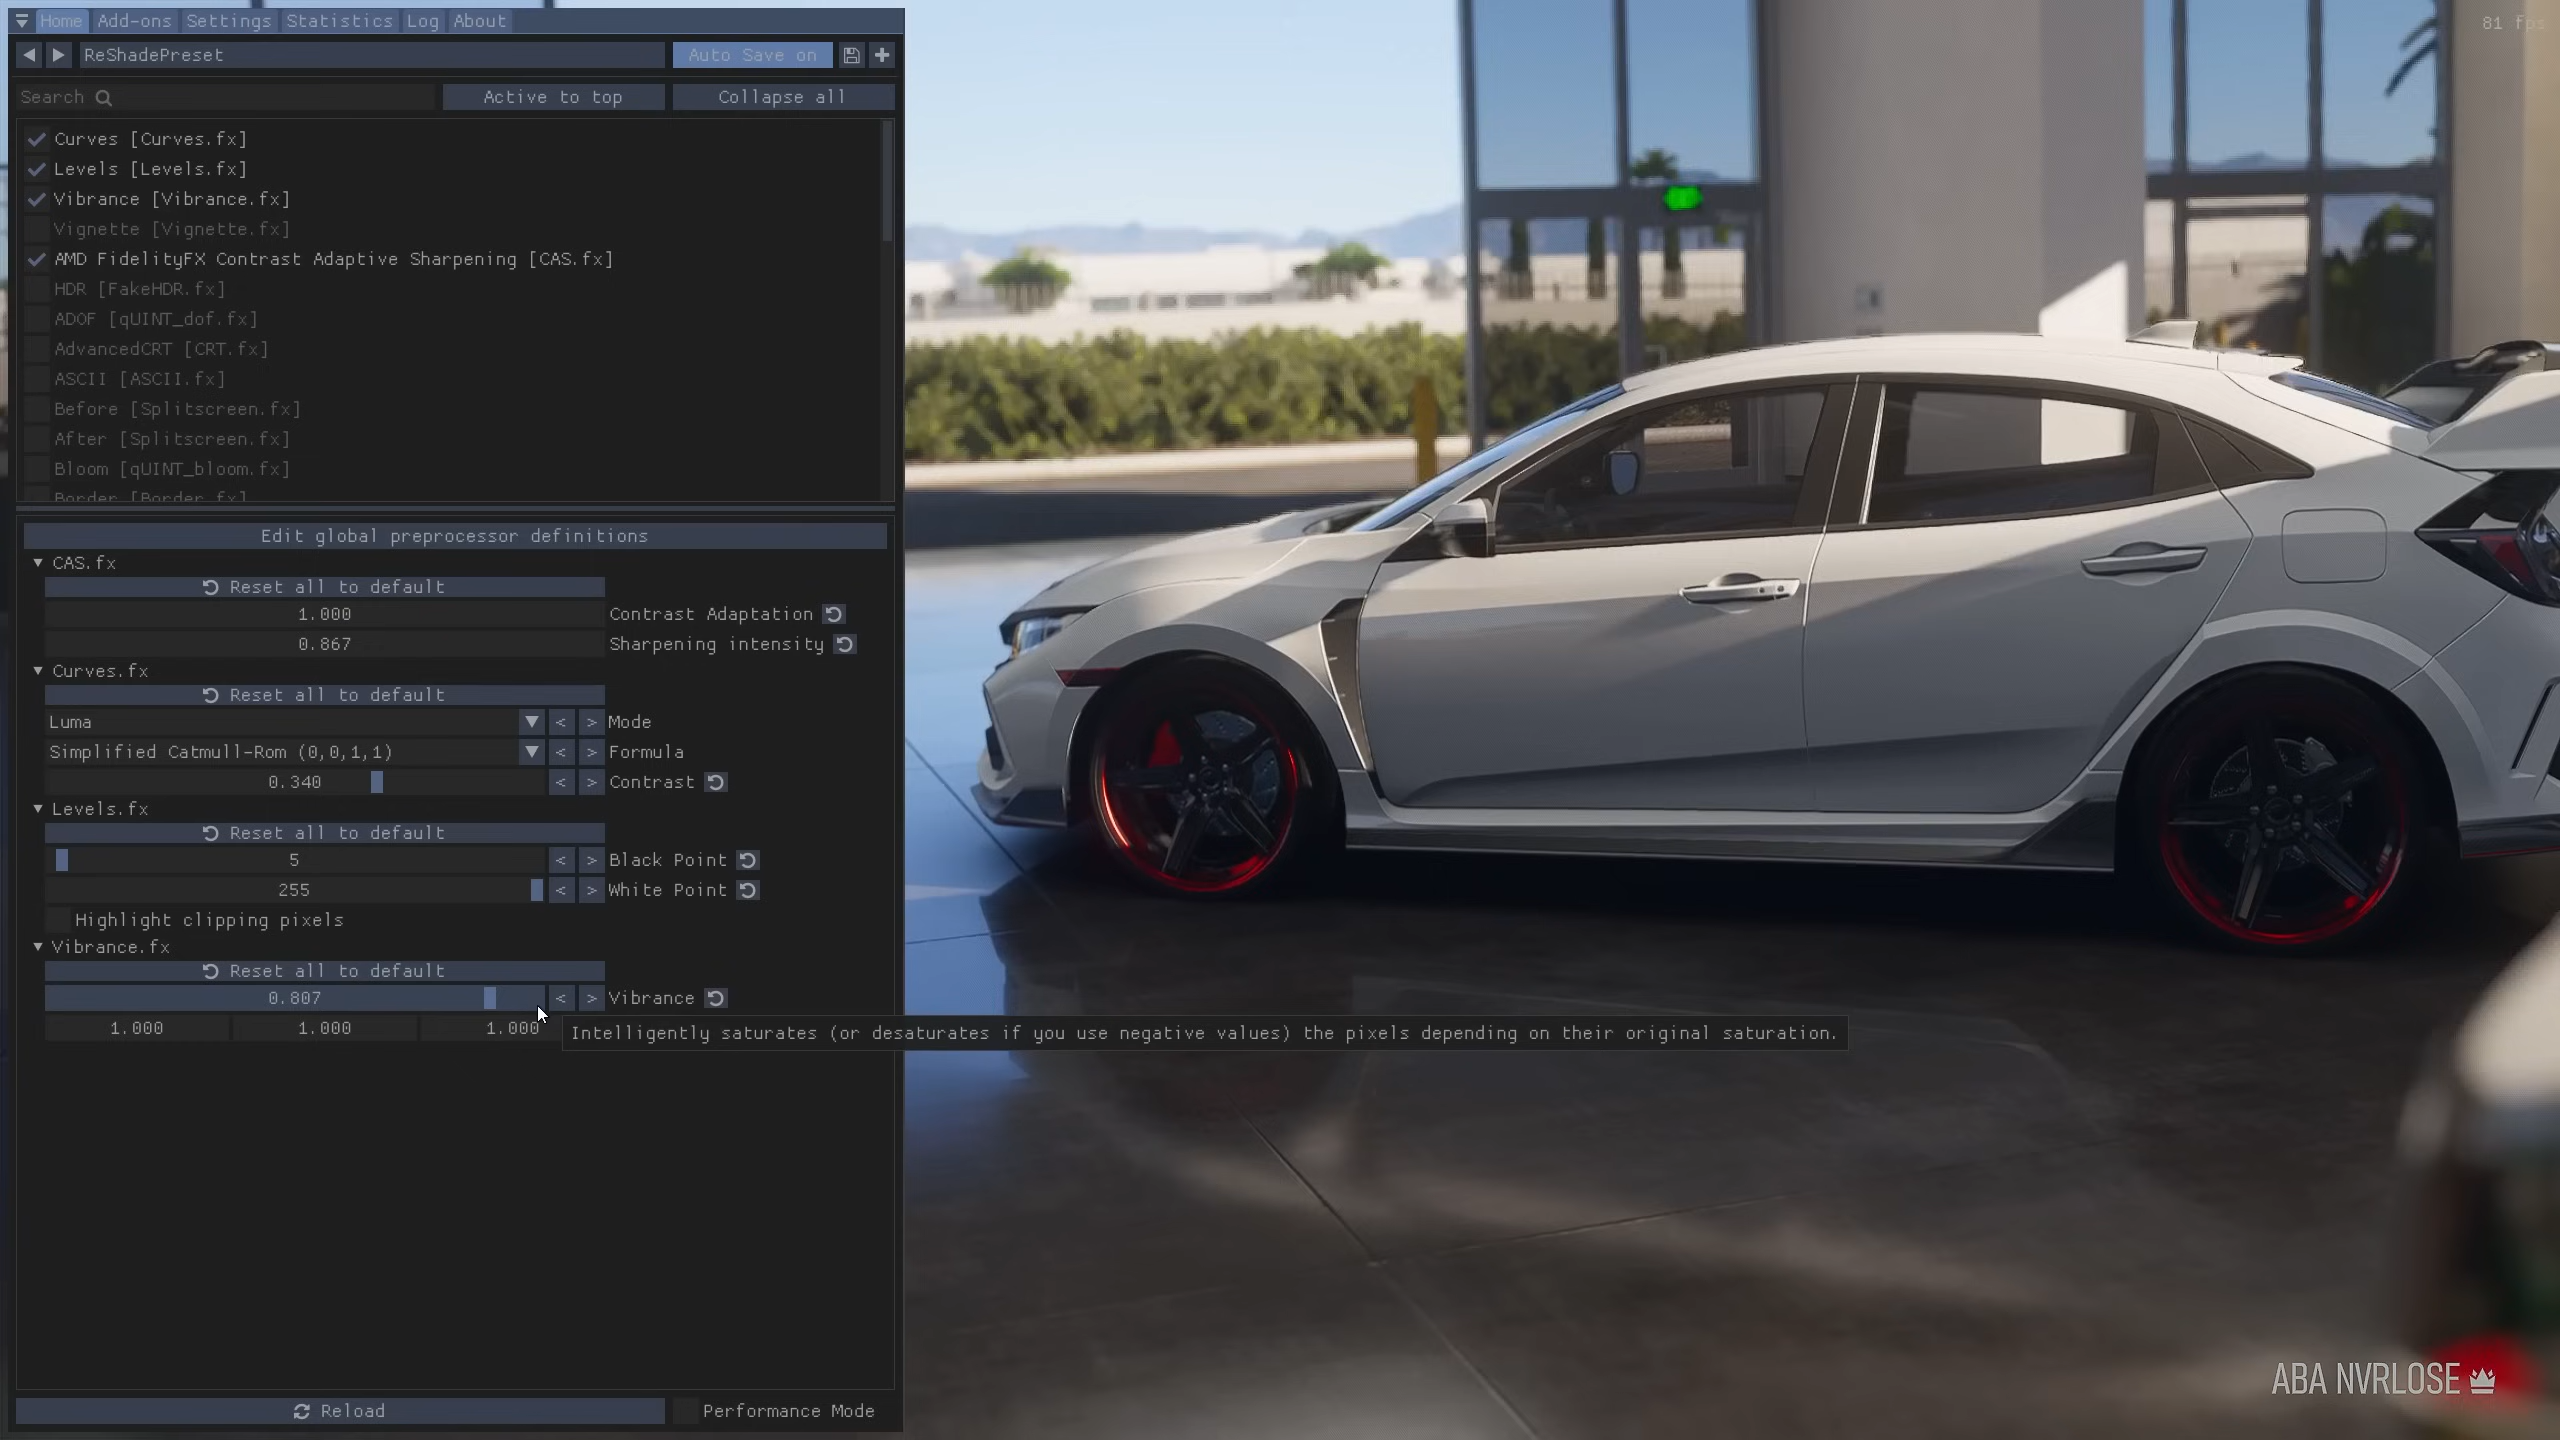 Home Add-ons Settings Statistics Log About
81 fps
ReShadePreset Auto Save on
Search Active to top Collapse all
Curves [Curves.fx]
Levels [Levels.fx]
Vibrance [Vibrance.fx]
Vignette [Vignette.fx]
AMD FidelityFX Contrast Adaptive Sharpening [CAS.fx]
HDR [FakeHDR.fx]
ADOF [qUINT_dof.fx]
AdvancedCRT [CRT.fx]
ASCII [ASCII.fx]
Before [Splitscreen.fx]
After [Splitscreen.fx]
Bloom [qUINT_bloom.fx]
Border [Border.fx]
Edit global preprocessor definitions
CAS.fx
Reset all to default
1.000 Contrast Adaptation
0.867 Sharpening intensity
Curves.fx
Reset all to default
Luma < > Mode
Simplified Catmull-Rom (0,0,1,1) < > Formula
0.340 < > Contrast
Levels.fx
Reset all to default
5 < > Black Point
255 < > White Point
Highlight clipping pixels
Vibrance.fx
Reset all to default
0.807 < > Vibrance
1.000 1.000 1.000
Intelligently saturates (or desaturates if you use negative values) the pixels depending on their original saturation.
Reload Performance Mode
ABA NVRLOSE